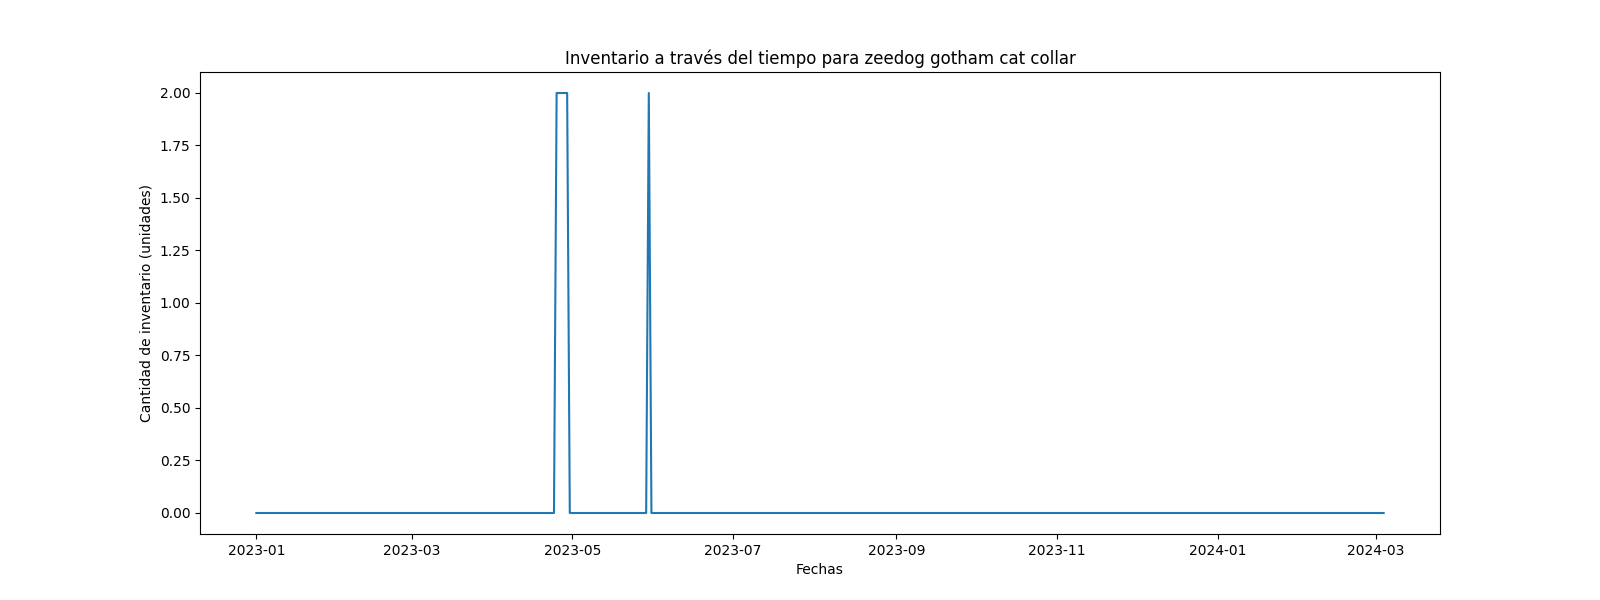 Inventario a través del tiempo para zeedog gotham cat collar
Cantidad de inventario (unidades)
2.00
1.75
1.50
1.25
1.00
0.75
0.50
0.25
0.00
2023-01 2023-03 2023-05 2023-07 2023-09 2023-11 2024-01 2024-03
Fechas